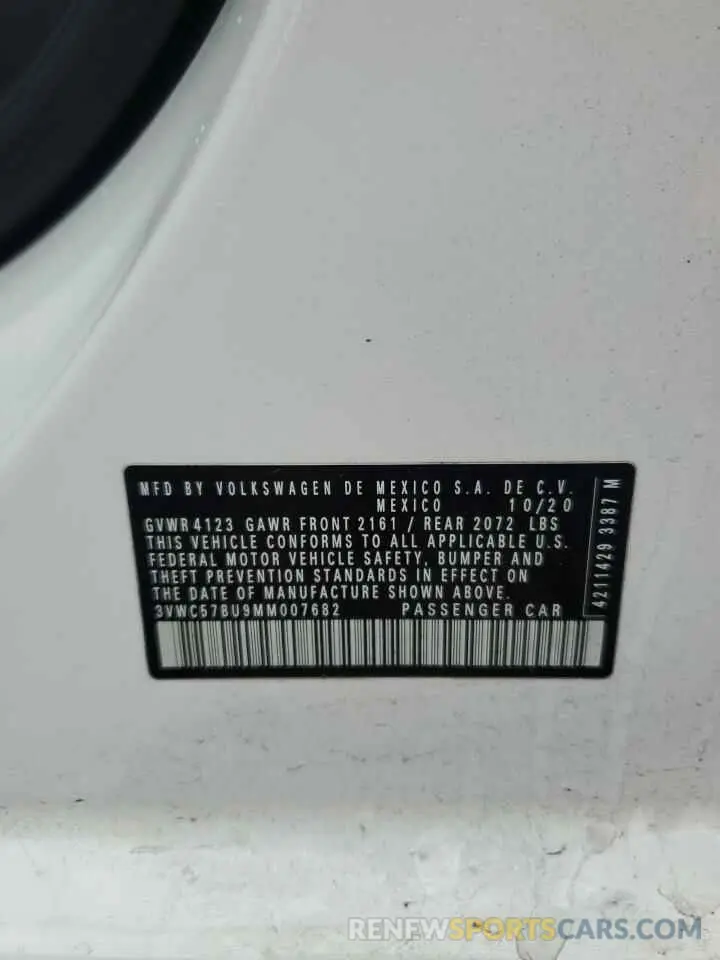 MFD BY VOLKSWAGEN DE MEXICO S.A. DE C.V.
MEXICO 10/20
GVWR 4123 GAWR FRONT 2161 / REAR 2072 LBS
THIS VEHICLE CONFORMS TO ALL APPLICABLE U.S.
FEDERAL MOTOR VEHICLE SAFETY, BUMPER AND
THEFT PREVENTION STANDARDS IN EFFECT ON
THE DATE OF MANUFACTURE SHOWN ABOVE.
3VWC57BU9MM007682 PASSENGER CAR
4211429 3387 M
RENEWSPORTSCARS.COM